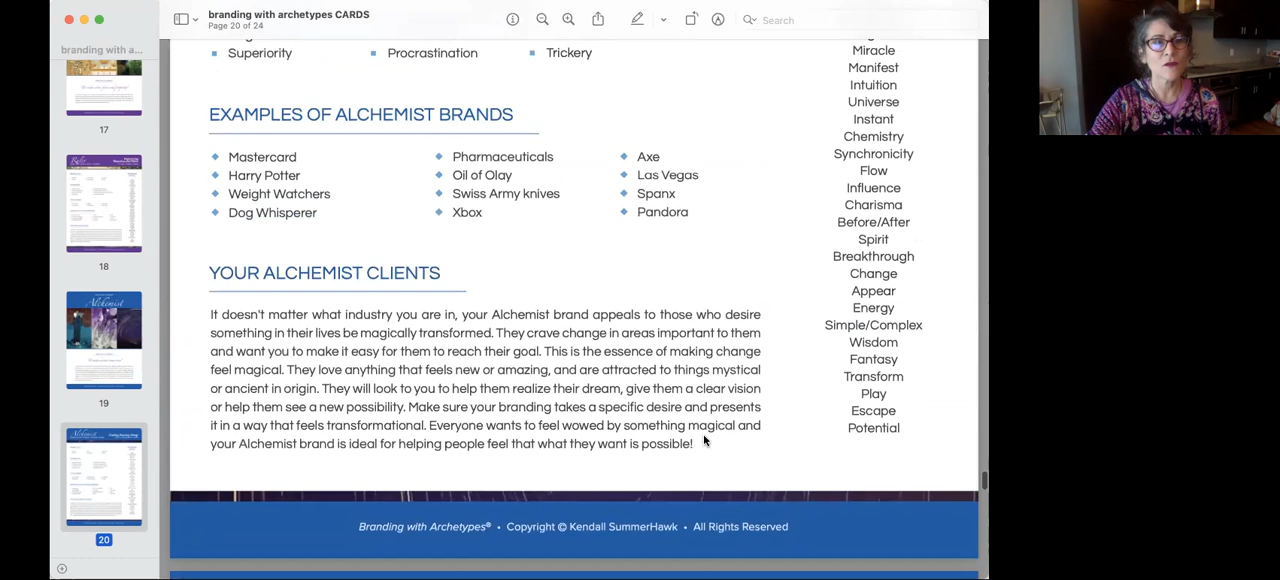 branding with archetypes CARDS
Page 20 of 24
Search
branding with a...
17
18
Alchemist
19
20
Superiority
Procrastination
Trickery
EXAMPLES OF ALCHEMIST BRANDS
Mastercard
Pharmaceuticals
Axe
Harry Potter
Oil of Olay
Las Vegas
Weight Watchers
Swiss Army knives
Spanx
Dog Whisperer
Xbox
Pandora
YOUR ALCHEMIST CLIENTS
It doesn't matter what industry you are in, your Alchemist brand appeals to those who desire
something in their lives be magically transformed. They crave change in areas important to them
and want you to make it easy for them to reach their goal. This is the essence of making change
feel magical. They love anything that feels new or amazing, and are attracted to things mystical
or ancient in origin. They will look to you to help themrealize their dream, give them a clear vision
or help them see a new possibility. Make sure your branding takes a specific desire and presents
it in a way that feels transformational. Everyone wants to feel wowed by something magical and
your Alchemist brand is ideal for helping people feel that what they want is possible!
Miracle
Manifest
Intuition
Universe
Instant
Chemistry
Synchronicity
Flow
Influence
Charisma
Before/After
Spirit
Breakthrough
Change
Appear
Energy
Simple/Complex
Wisdom
Fantasy
Transform
Play
Escape
Potential
Branding with Archetypes® • Copyright © Kendall SummerHawk • All Rights Reserved